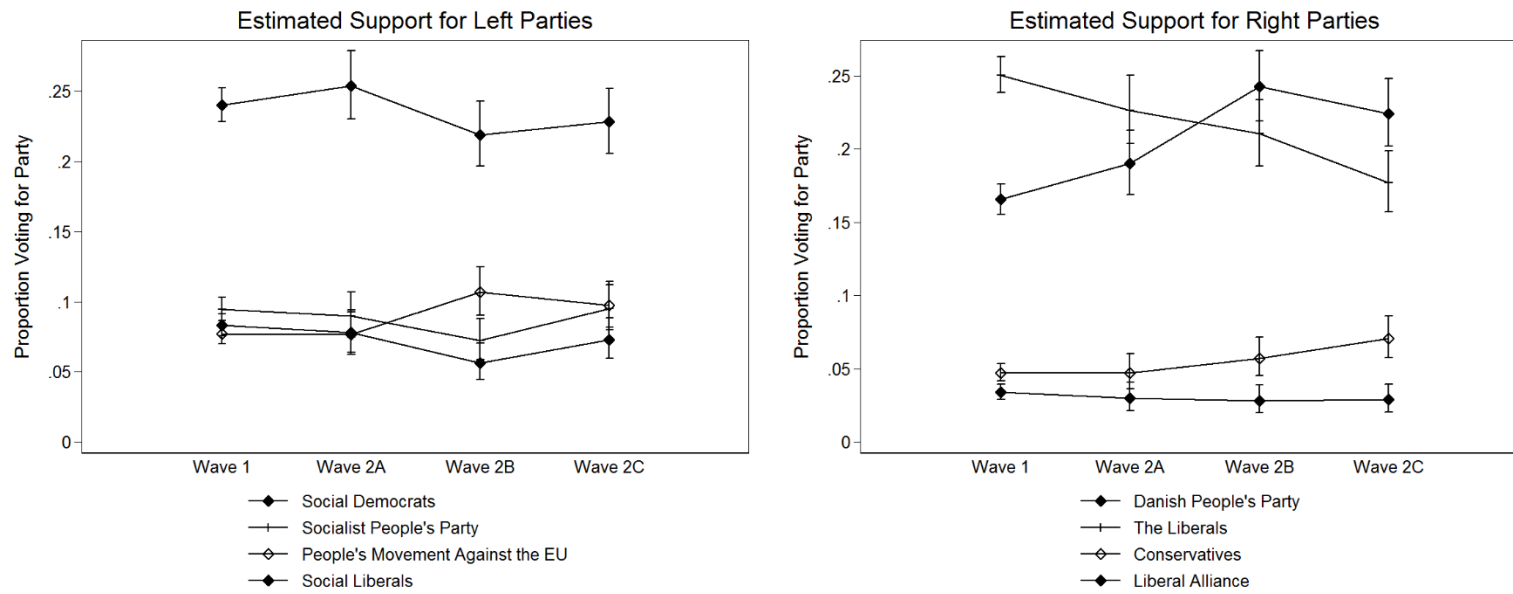 Estimated Support for Left Parties
Proportion Voting for Party
.25
.2
.15
.1
.05
0
Wave 1 Wave 2A Wave 2B Wave 2C
Social Democrats
Socialist People's Party
People's Movement Against the EU
Social Liberals
Estimated Support for Right Parties
Proportion Voting for Party
.25
.2
.15
.1
.05
0
Wave 1 Wave 2A Wave 2B Wave 2C
Danish People's Party
The Liberals
Conservatives
Liberal Alliance